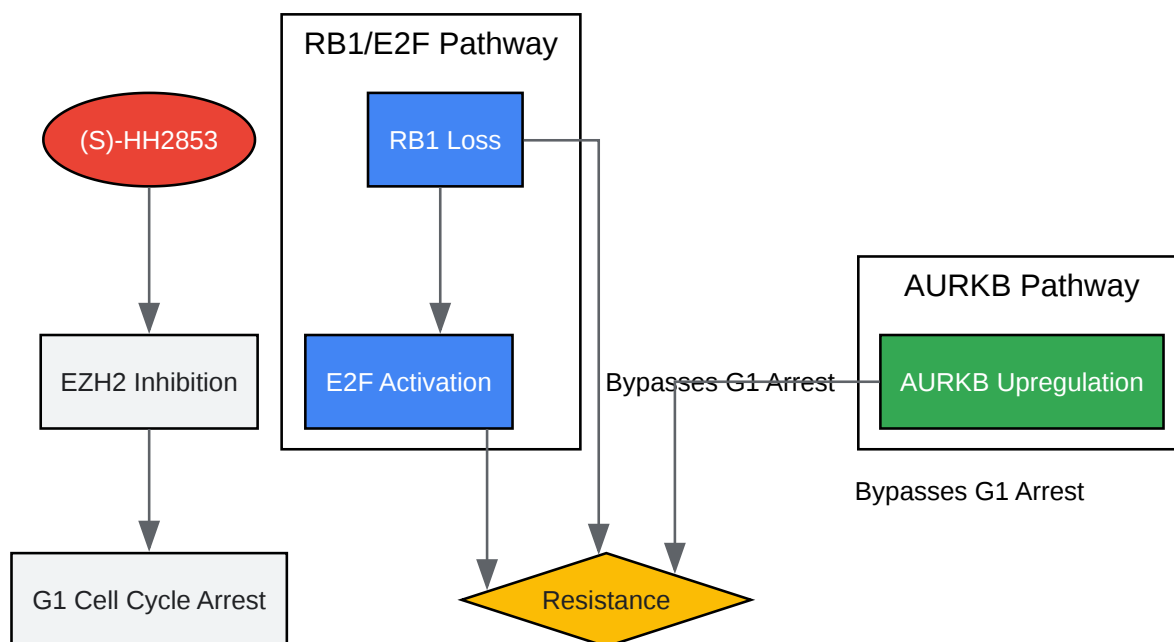 RB1/E2F Pathway
(S)-HH2853
RB1 Loss
AURKB Pathway
EZH2 Inhibition
E2F Activation
Bypasses G1 Arrest
AURKB Upregulation
Bypasses G1 Arrest
G1 Cell Cycle Arrest
Resistance